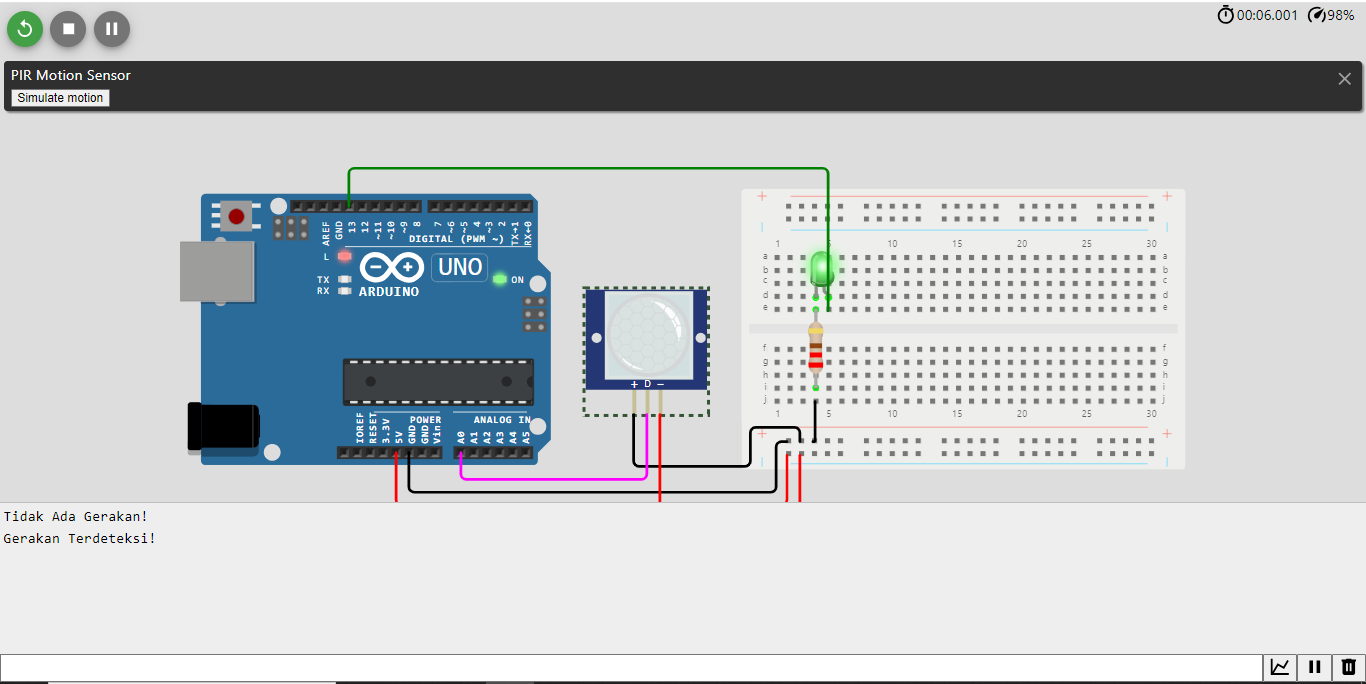 00:06.001 98%
PIR Motion Sensor
Simulate motion
AREF
GND
13
12
~11
~10
~9
8
7
~6
~5
4
~3
2
TX→1
RX←0
DIGITAL (PWM ~)
L
TX
RX
UNO
ARDUINO
ON
+ D −
IOREF
RESET
3.3V
5V
GND
GND
Vin
POWER
ANALOG IN
A0
A1
A2
A3
A4
A5
1 5 10 15 20 25 30
a a
b b
c c
d d
e e
f f
g g
h h
i i
j j
1 5 10 15 20 25 30
Tidak Ada Gerakan!
Gerakan Terdeteksi!